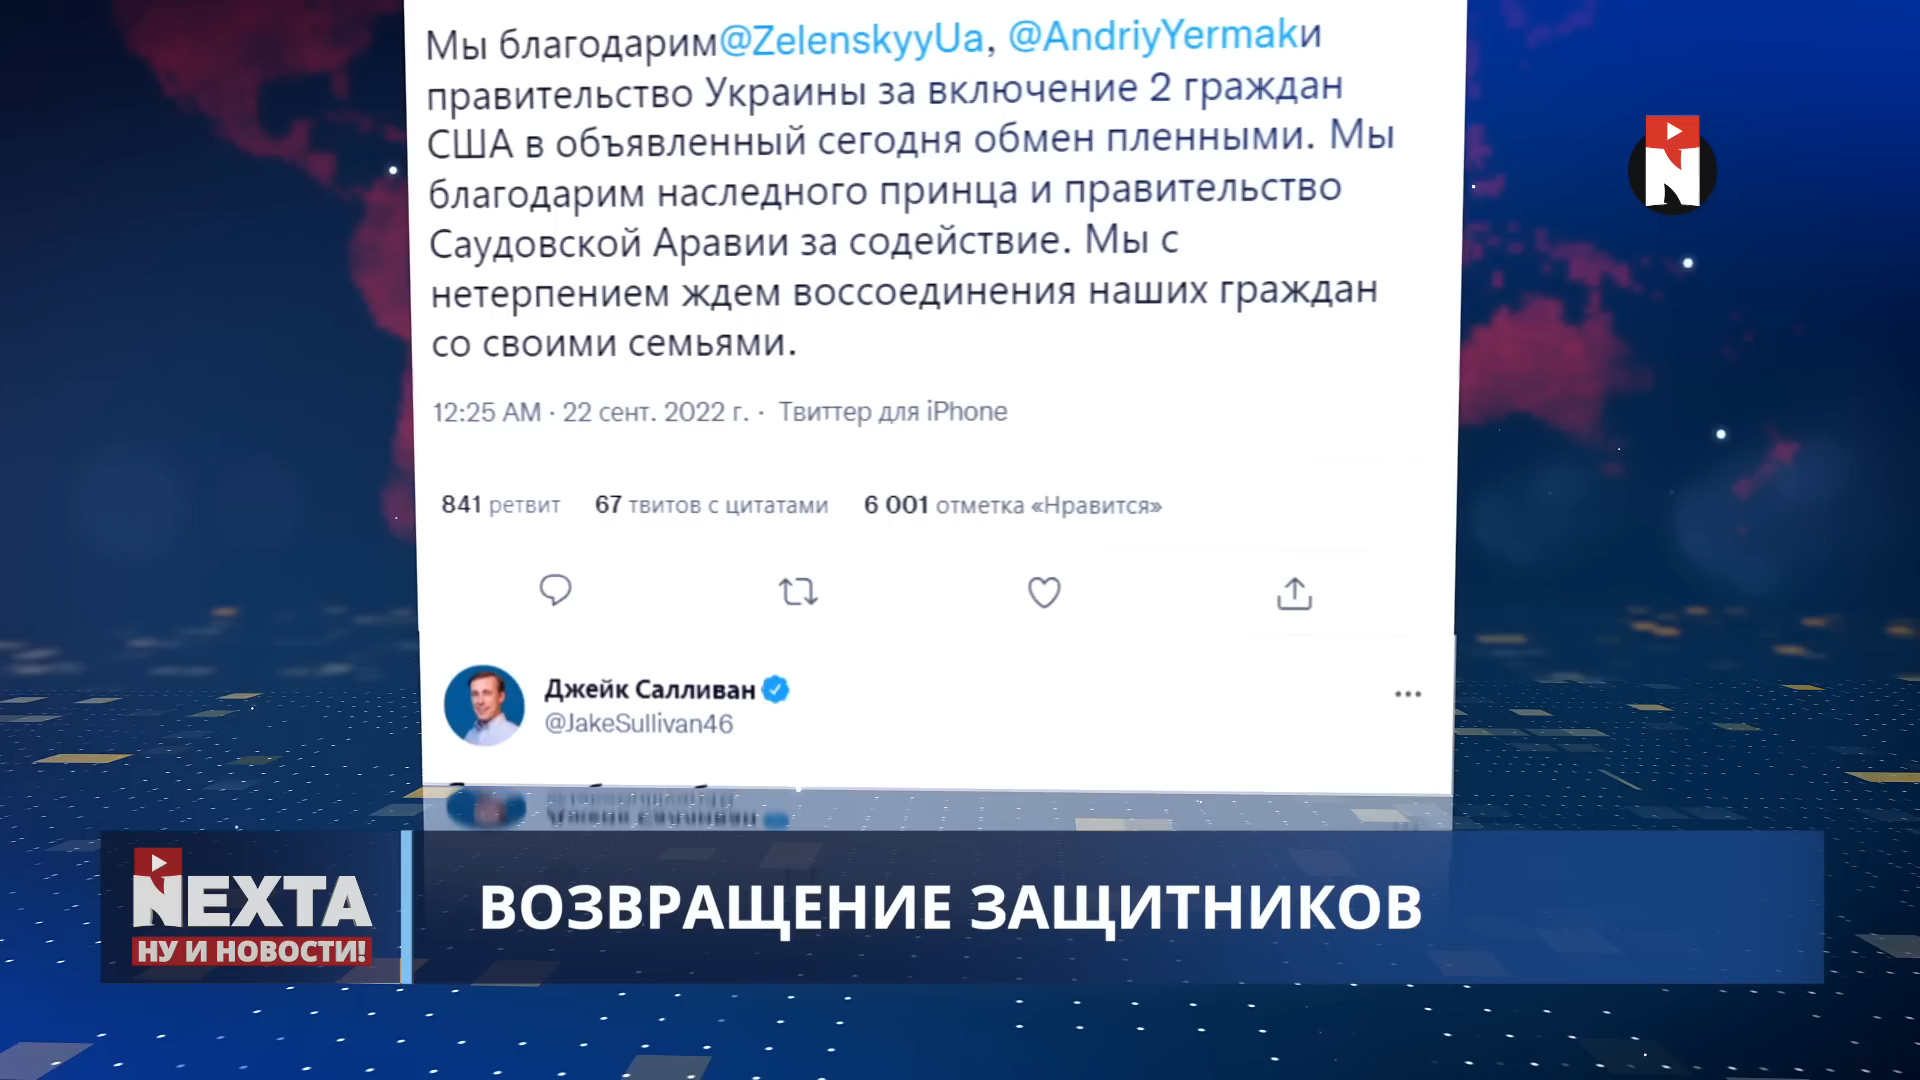 Мы благодарим@ZelenskyyUa, @AndriyYermakи
правительство Украины за включение 2 граждан
США в объявленный сегодня обмен пленными. Мы
благодарим наследного принца и правительство
Саудовской Аравии за содействие. Мы с
нетерпением ждем воссоединения наших граждан
со своими семьями.
12:25 AM · 22 сент. 2022 г. · Твиттер для iPhone
841 ретвит 67 твитов с цитатами 6 001 отметка «Нравится»
Джейк Салливан
@JakeSullivan46
NEXTA
НУ И НОВОСТИ!
ВОЗВРАЩЕНИЕ ЗАЩИТНИКОВ
N